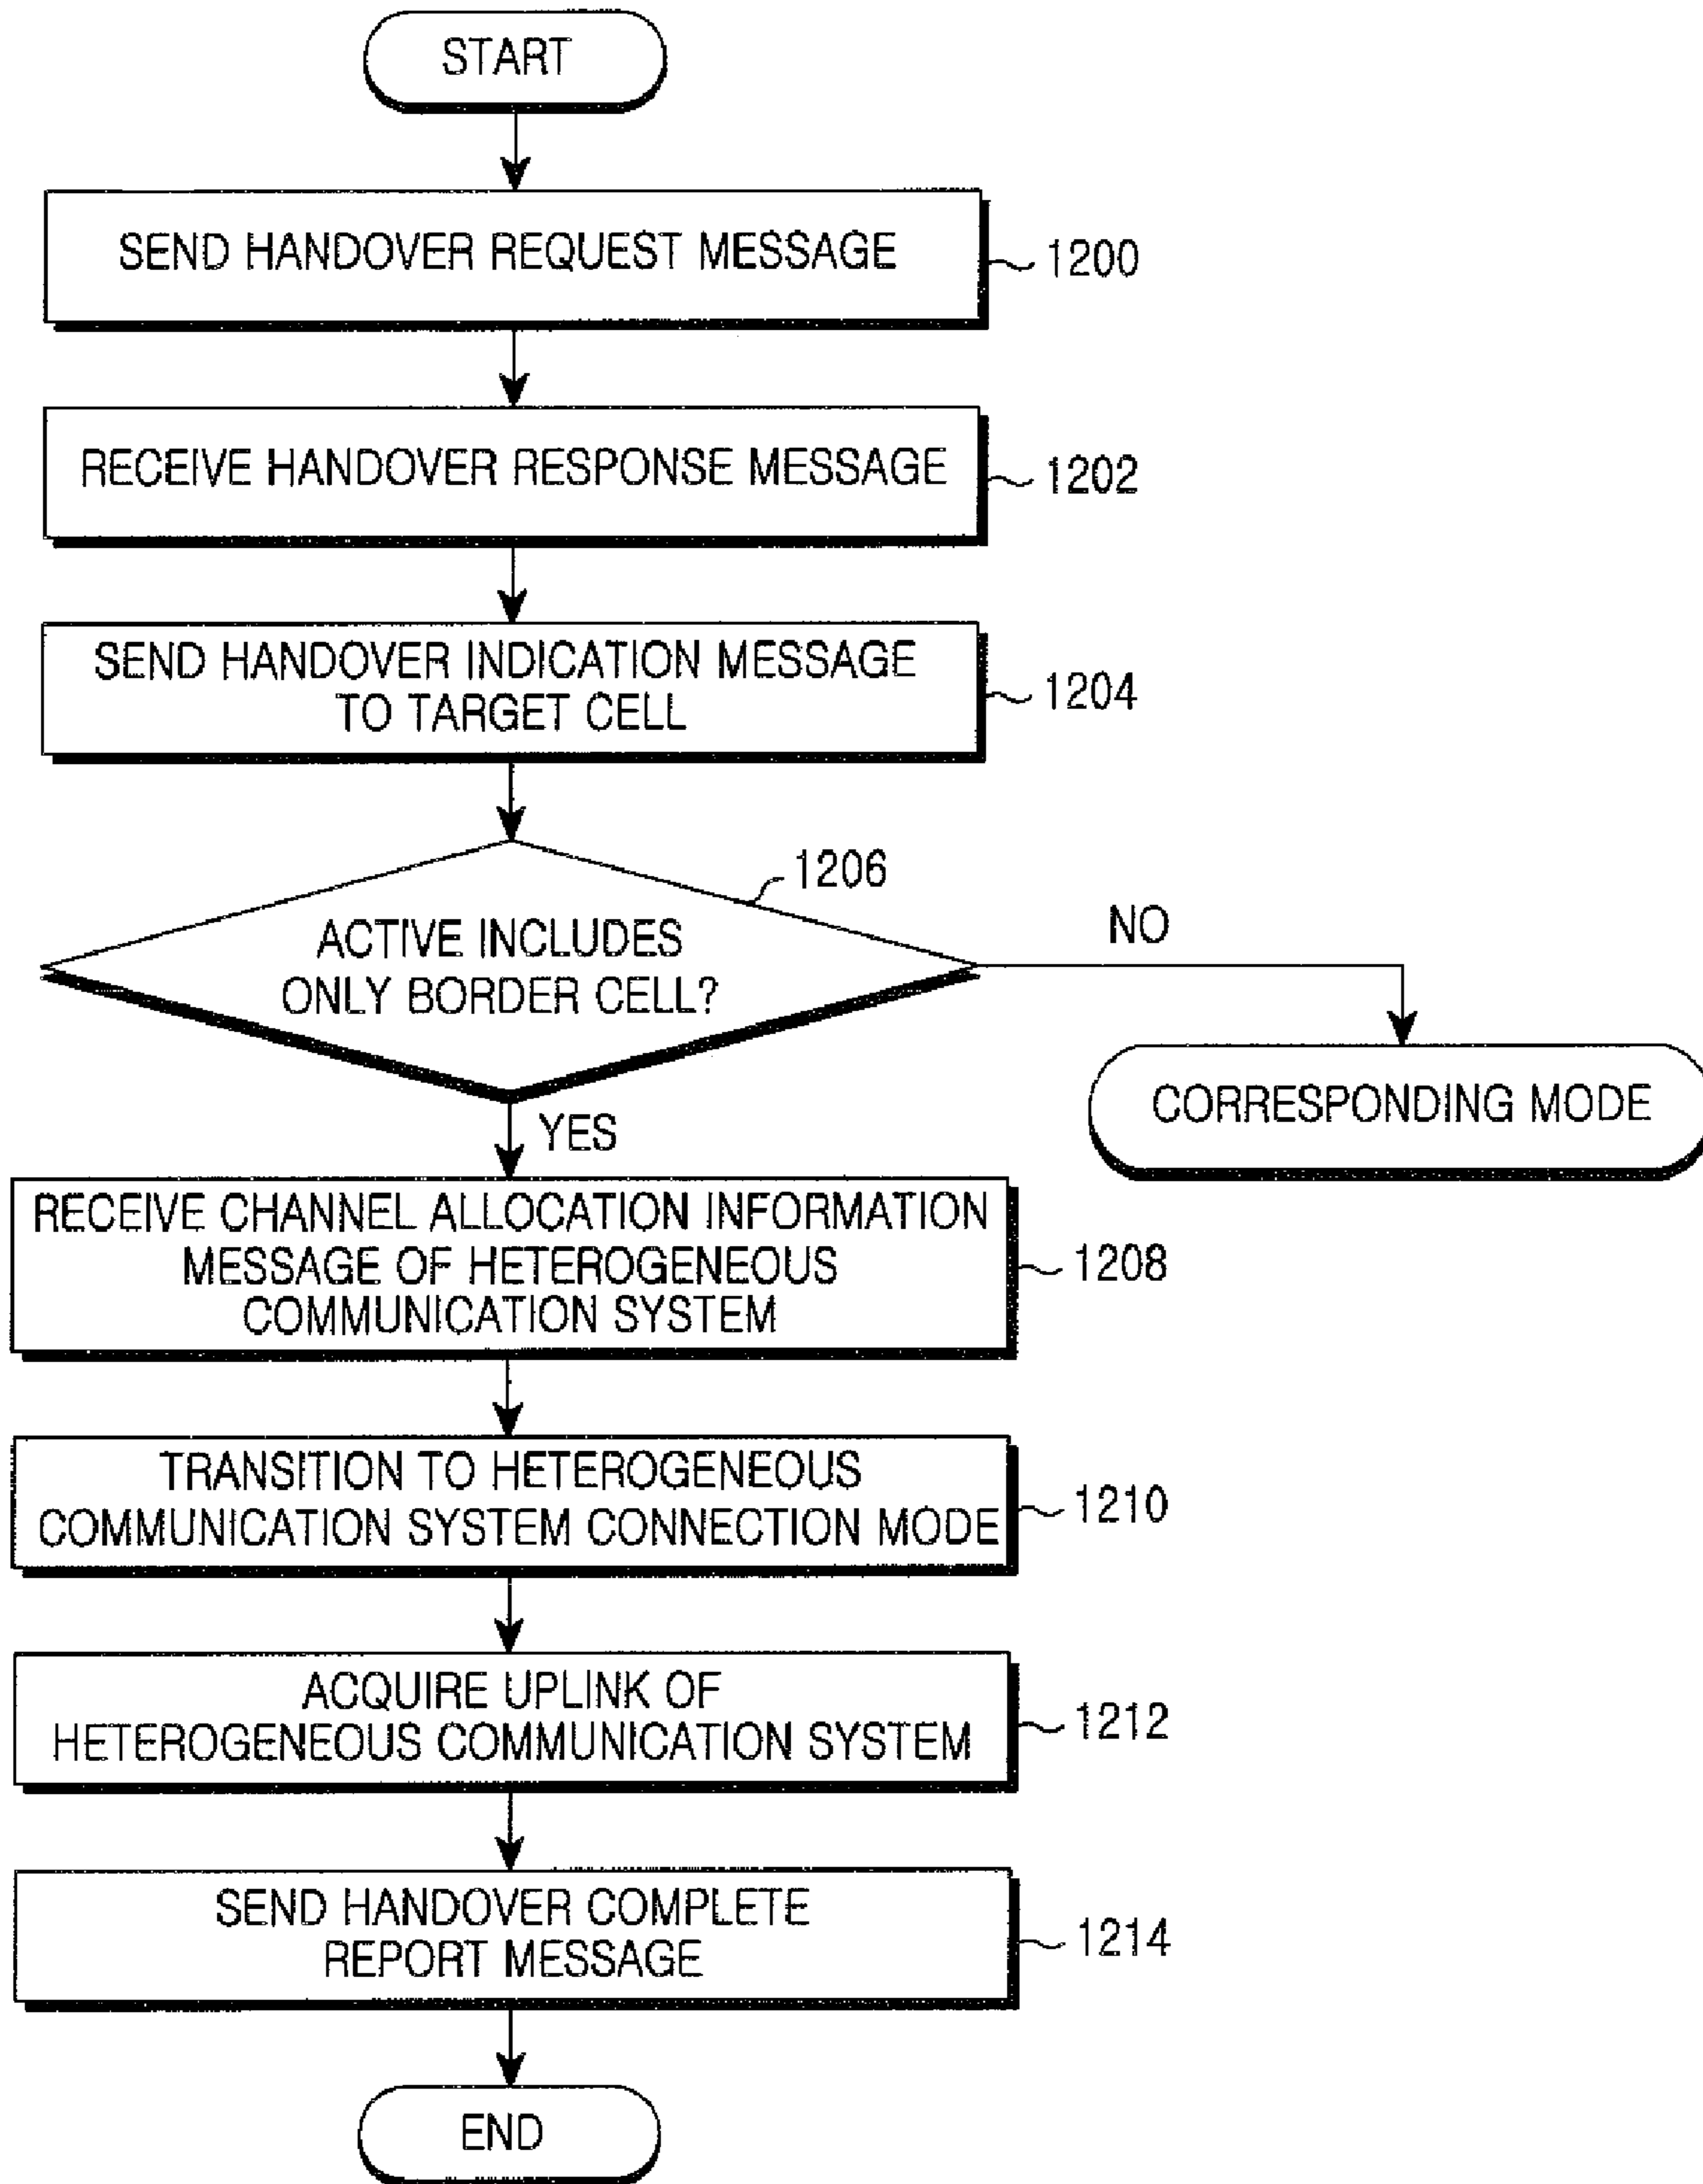 START
SEND HANDOVER REQUEST MESSAGE
1200
RECEIVE HANDOVER RESPONSE MESSAGE
1202
SEND HANDOVER INDICATION MESSAGE
TO TARGET CELL
1204
1206
ACTIVE INCLUDES
ONLY BORDER CELL?
NO
CORRESPONDING MODE
YES
RECEIVE CHANNEL ALLOCATION INFORMATION
MESSAGE OF HETEROGENEOUS
COMMUNICATION SYSTEM
1208
TRANSITION TO HETEROGENEOUS
COMMUNICATION SYSTEM CONNECTION MODE
1210
ACQUIRE UPLINK OF
HETEROGENEOUS COMMUNICATION SYSTEM
1212
SEND HANDOVER COMPLETE
REPORT MESSAGE
1214
END